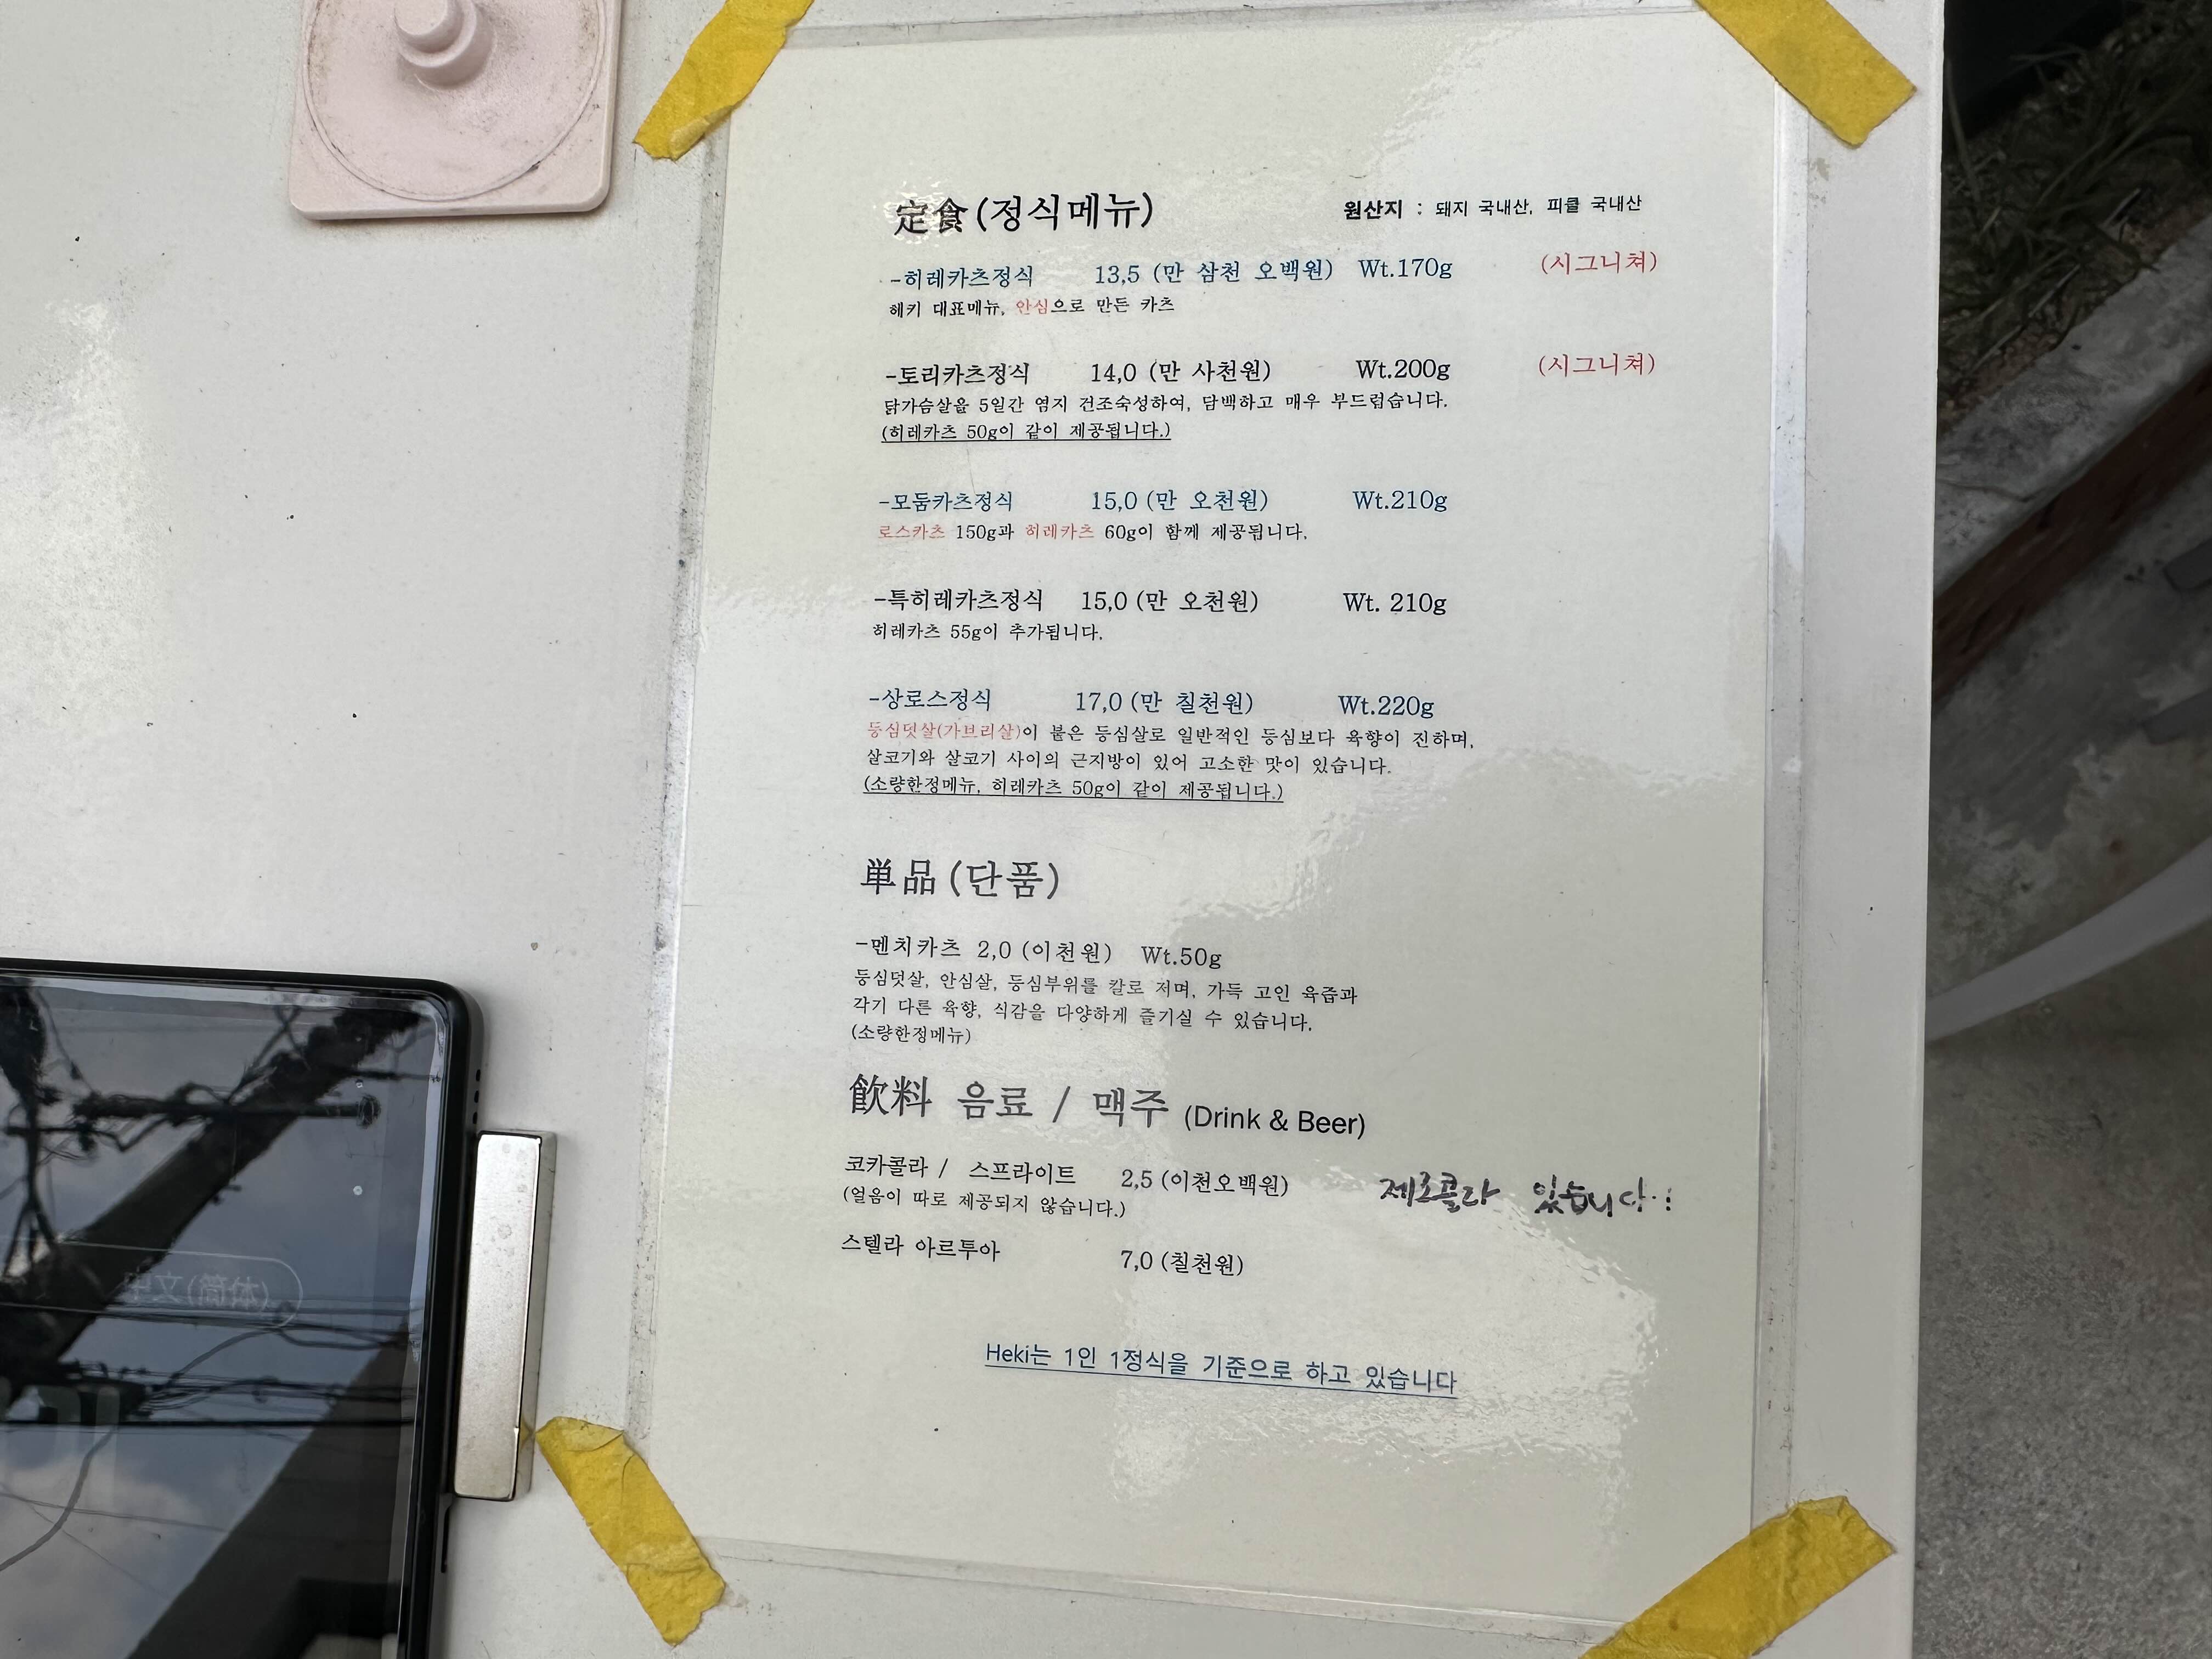 定食(정식메뉴)
원산지 : 돼지 국내산, 피클 국내산
-히레카츠정식 13,5 (만 삼천 오백원) Wt.170g (시그니쳐)
헤키 대표메뉴, 안심으로 만든 카츠
-토리카츠정식 14,0 (만 사천원) Wt.200g (시그니쳐)
닭가슴살을 5일간 염지 건조숙성하여, 담백하고 매우 부드럽습니다.
(히레카츠 50g이 같이 제공됩니다.)
-모둠카츠정식 15,0 (만 오천원) Wt.210g
로스카츠 150g과 히레카츠 60g이 함께 제공됩니다.
-특히레카츠정식 15,0 (만 오천원) Wt. 210g
히레카츠 55g이 추가됩니다.
-상로스정식 17,0 (만 칠천원) Wt.220g
등심덧살(가브리살)이 붙은 등심살로 일반적인 등심보다 육향이 진하며,
살코기와 살코기 사이의 근지방이 있어 고소한 맛이 있습니다.
(소량한정메뉴, 히레카츠 50g이 같이 제공됩니다.)
単品(단품)
-멘치카츠 2,0 (이천원) Wt.50g
등심덧살, 안심살, 등심부위를 칼로 저며, 가득 고인 육즙과
각기 다른 육향, 식감을 다양하게 즐기실 수 있습니다.
(소량한정메뉴)
飮料 음료 / 맥주 (Drink & Beer)
코카콜라 / 스프라이트 2,5 (이천오백원) 제로콜라 있습니다.!
(얼음이 따로 제공되지 않습니다.)
스텔라 아르투아 7,0 (칠천원)
Heki는 1인 1정식을 기준으로 하고 있습니다